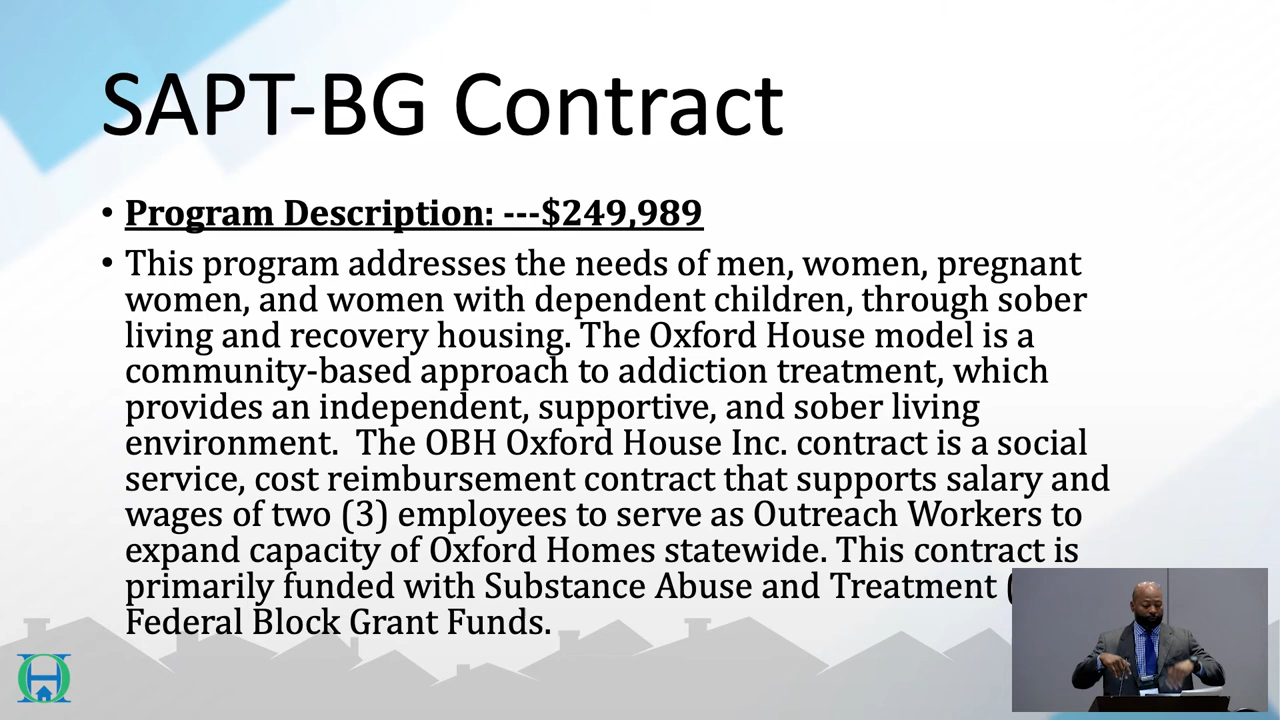 SAPT-BG Contract
• Program Description: ---$249,989
• This program addresses the needs of men, women, pregnant
women, and women with dependent children, through sober
living and recovery housing. The Oxford House model is a
community-based approach to addiction treatment, which
provides an independent, supportive, and sober living
environment.  The OBH Oxford House Inc. contract is a social
service, cost reimbursement contract that supports salary and
wages of two (3) employees to serve as Outreach Workers to
expand capacity of Oxford Homes statewide. This contract is
primarily funded with Substance Abuse and Treatment (
Federal Block Grant Funds.